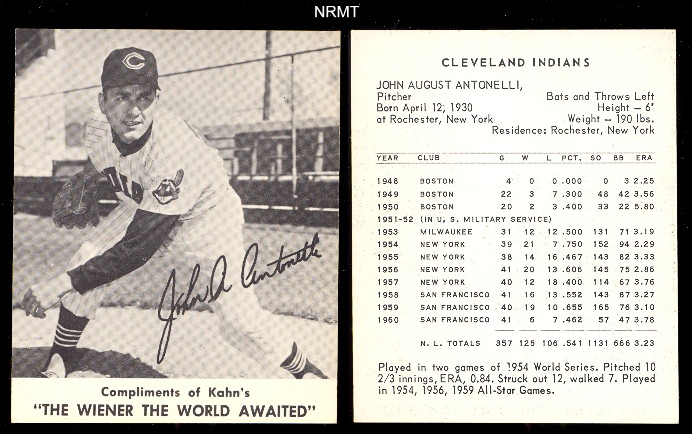 NRMT
C
John A Antonelli
Compliments of Kahn's
"THE WIENER THE WORLD AWAITED"
CLEVELAND INDIANS
JOHN AUGUST ANTONELLI,
Pitcher Bats and Throws Left
Born April 12, 1930 Height – 6'
at Rochester, New York Weight – 190 lbs.
Residence: Rochester, New York
YEAR CLUB G W L PCT. SO BB ERA
1948 BOSTON 4 0 0 .000 0 3 2.25
1949 BOSTON 22 3 7 .300 48 42 3.56
1950 BOSTON 20 2 3 .400 33 22 5.80
1951-52 (IN U. S. MILITARY SERVICE)
1953 MILWAUKEE 31 12 12 .500 131 71 3.19
1954 NEW YORK 39 21 7 .750 152 94 2.29
1955 NEW YORK 38 14 16 .467 143 82 3.33
1956 NEW YORK 41 20 13 .606 145 75 2.86
1957 NEW YORK 40 12 18 .400 114 67 3.76
1958 SAN FRANCISCO 41 16 13 .552 143 87 3.27
1959 SAN FRANCISCO 40 19 10 .655 165 76 3.10
1960 SAN FRANCISCO 41 6 7 .462 57 47 3.78
N. L. TOTALS 357 125 106 .541 1131 666 3.23
Played in two games of 1954 World Series. Pitched 10
2/3 innings, ERA, 0.84. Struck out 12, walked 7. Played
in 1954, 1956, 1959 All-Star Games.